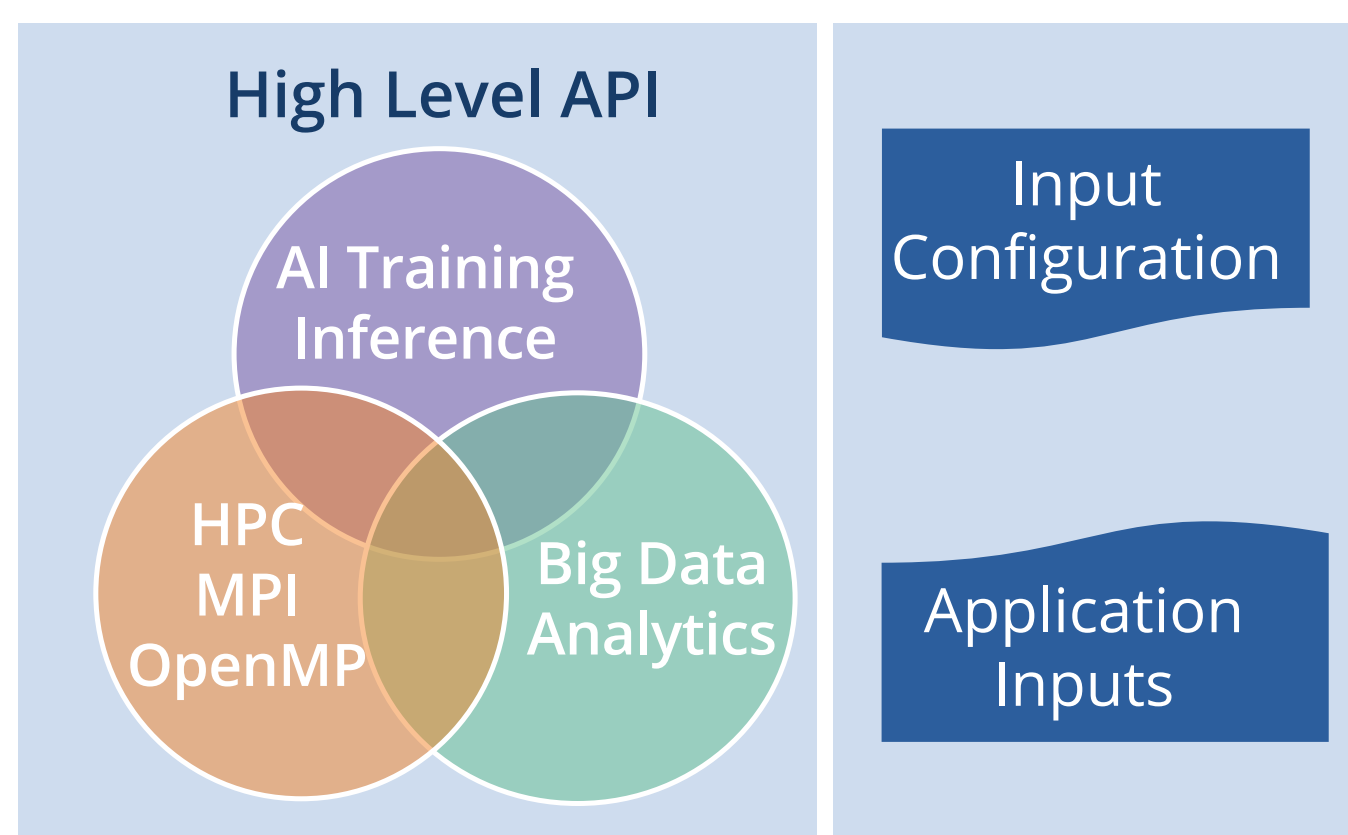 High Level API
AI Training
Inference
HPC
MPI
OpenMP
Big Data
Analytics
Input
Configuration
Application
Inputs